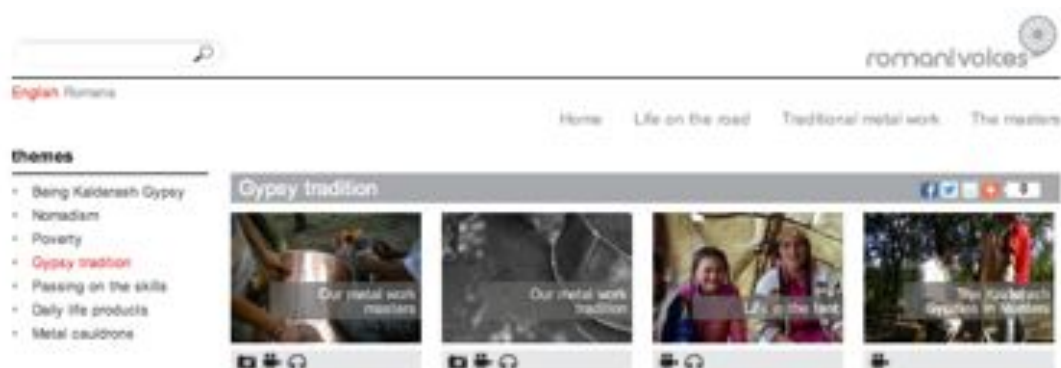 romanivoices
English Romana
Home Life on the road Traditional metal work The masters
themes
Being Kalderash Gypsy
Nomadism
Poverty
Gypsy tradition
Passing on the skills
Daily life products
Metal cauldrons
Gypsy tradition
0
Our metal work
masters
Our metal work
tradition
Life in the tent
The Kalderash
Gypsies in